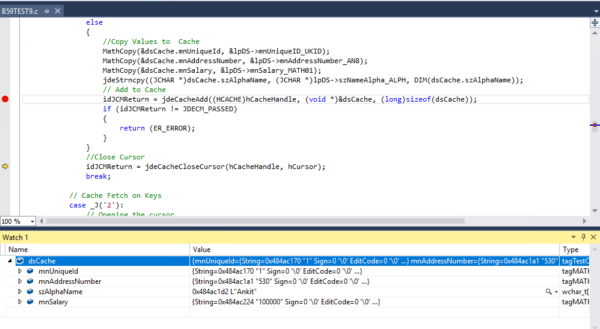 B59TEST9.c
else
{
//Copy Values to  Cache
MathCopy(&dsCache.mnUniqueId, &lpDS->mnUniqueID_UKID);
MathCopy(&dsCache.mnAddressNumber, &lpDS->mnAddressNumber_AN8);
MathCopy(&dsCache.mnSalary, &lpDS->mnSalary_MATH01);
jdeStrncpy((JCHAR *)dsCache.szAlphaName, (JCHAR *)lpDS->szNameAlpha_ALPH, DIM(dsCache.szAlphaName));
// Add to Cache
idJCMReturn = jdeCacheAdd((HCACHE)hCacheHandle, (void *)&dsCache, (long)sizeof(dsCache));
if (idJCMReturn != JDECM_PASSED)
{
return (ER_ERROR);
}
}
//Close Cursor
idJCMReturn = jdeCacheCloseCursor(hCacheHandle, hCursor);
break;
// Cache Fetch on Keys
case _J('2'):
// Opening the cursor
100 %
Watch 1
Name Value Type
dsCache {mnUniqueId={String=0x484ac170 "1" Sign=0 '\0' EditCode=0 '\0' ...} mnAddressNumber={String=0x484ac1a1 "530" tagTestC
mnUniqueId {String=0x484ac170 "1" Sign=0 '\0' EditCode=0 '\0' ...} tagMATH
mnAddressNumber {String=0x484ac1a1 "530" Sign=0 '\0' EditCode=0 '\0' ...} tagMATH
szAlphaName 0x484ac1d2 L"Ankit" wchar_t[
mnSalary {String=0x484ac224 "100000" Sign=0 '\0' EditCode=0 '\0' ...} tagMATH